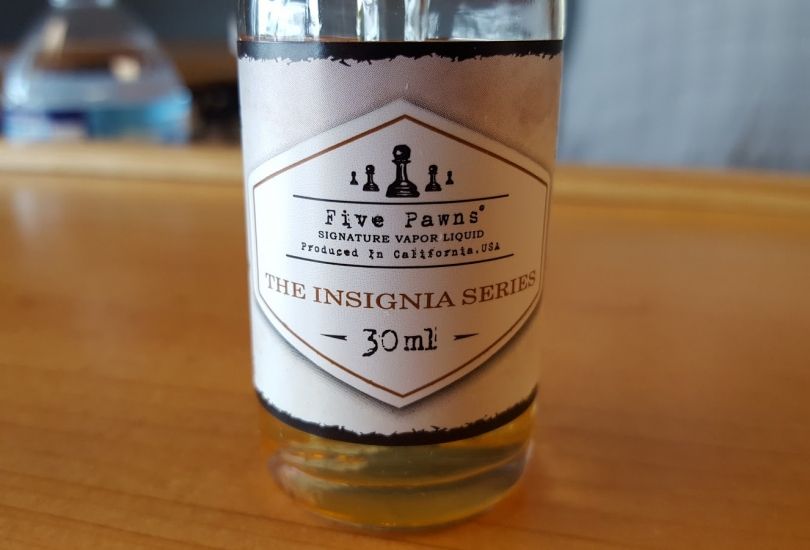 Five Pawns®
SIGNATURE VAPOR LIQUID
Produced In California, USA
THE INSIGNIA SERIES
30ml